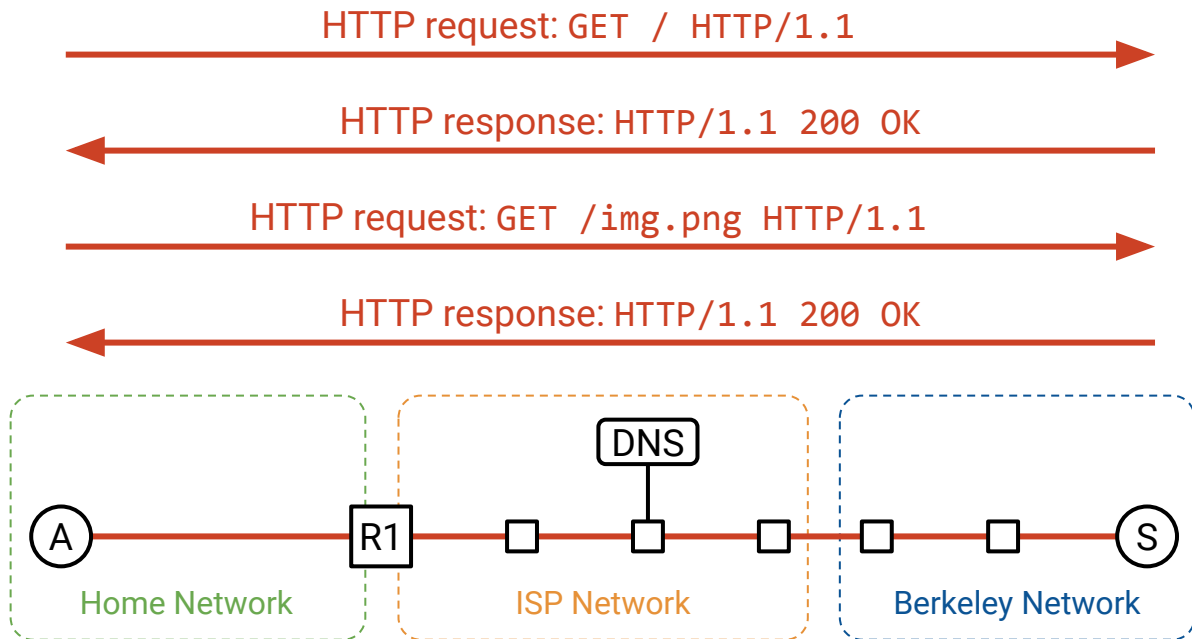 HTTP request: GET / HTTP/1.1
HTTP response: HTTP/1.1 200 OK
HTTP request: GET /img.png HTTP/1.1
HTTP response: HTTP/1.1 200 OK
DNS
A
R1
S
Home Network
ISP Network
Berkeley Network